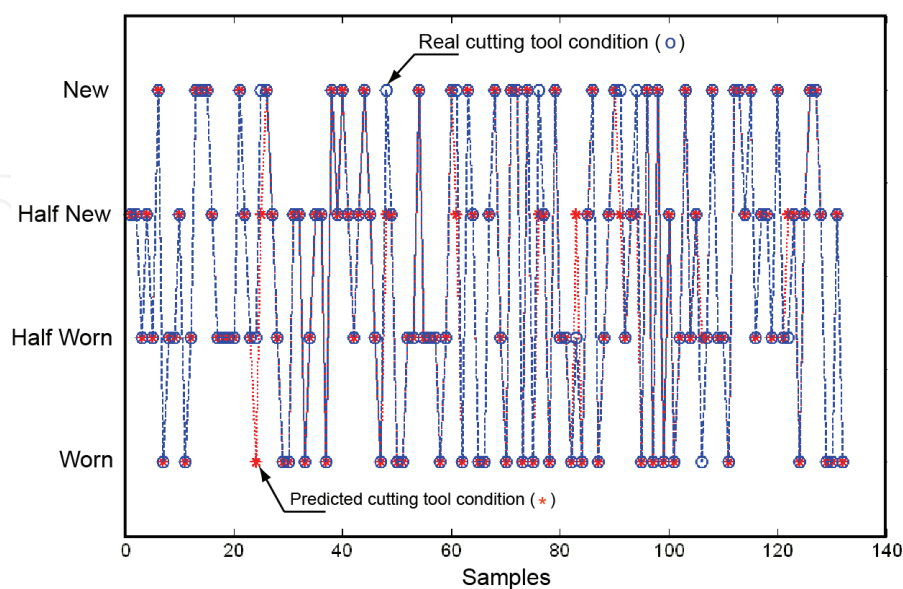 Real cutting tool condition (o)
New
Half New
Half Worn
Worn
Predicted cutting tool condition (*)
0 20 40 60 80 100 120 140
Samples